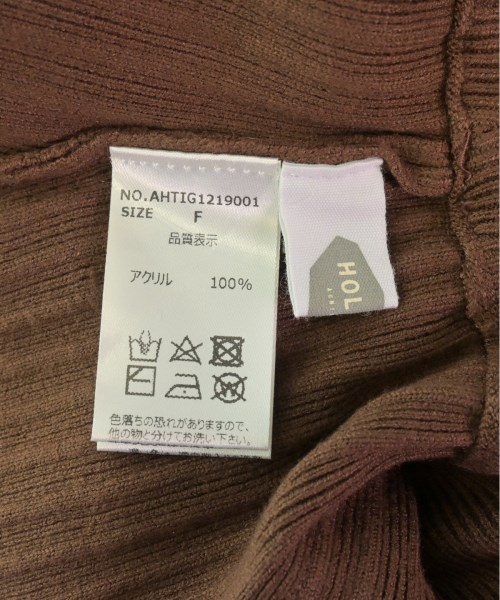 NO.AHTIG1219001
SIZE F
品質表示
アクリル 100%
色落ちの恐れがありますので、
他の物と分けてお洗い下さい。
HOL